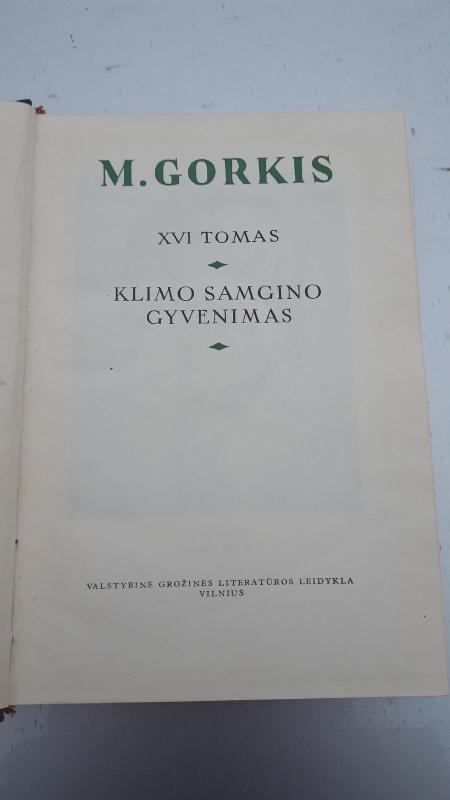 M. GORKIS
XVI TOMAS
KLIMO SAMGINO
GYVENIMAS
VALSTYBINĖ GROŽINĖS LITERATŪROS LEIDYKLA
VILNIUS